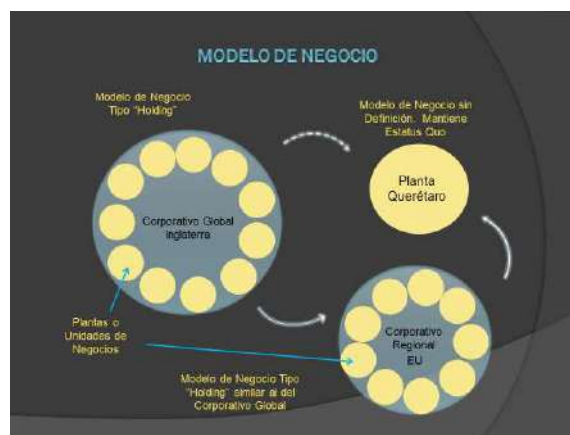 MODELO DE NEGOCIO
Modelo de Negocio
Tipo "Holding"
Modelo de Negocio sin
Definición. Mantiene
Estatus Quo
Planta
Querétaro
Corporativo Global
Inglaterra
Plantas o
Unidades de
Negocios
Corporativo
Regional
EU
Modelo de Negocio Tipo
"Holding" similar al del
Corporativo Global